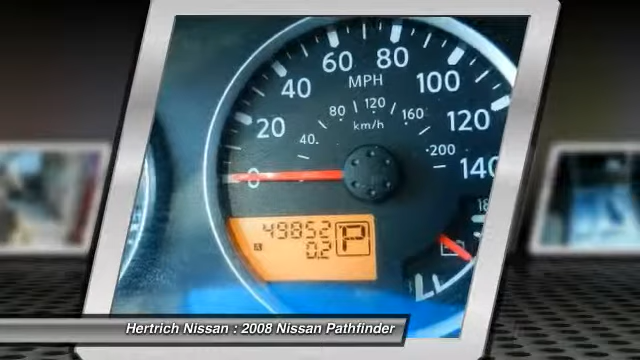 60 80
40 MPH 100
80 120 160
20 km/h 120
40 200
0 140
49852 P
A 0.2
Hertrich Nissan : 2008 Nissan Pathfinder